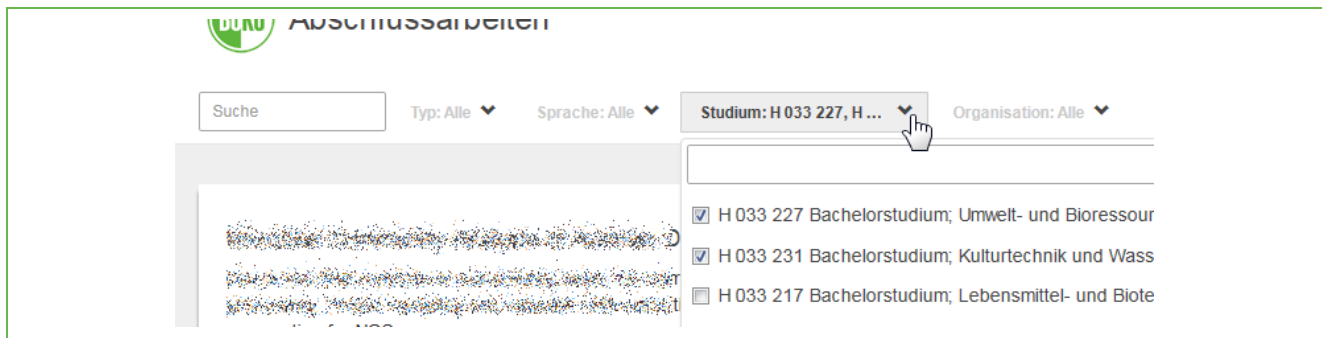 BOKU Abschlussarbeiten
Suche Typ: Alle Sprache: Alle Studium: H 033 227, H ... Organisation: Alle
H 033 227 Bachelorstudium; Umwelt- und Bioressour
H 033 231 Bachelorstudium; Kulturtechnik und Wass
H 033 217 Bachelorstudium; Lebensmittel- und Biote